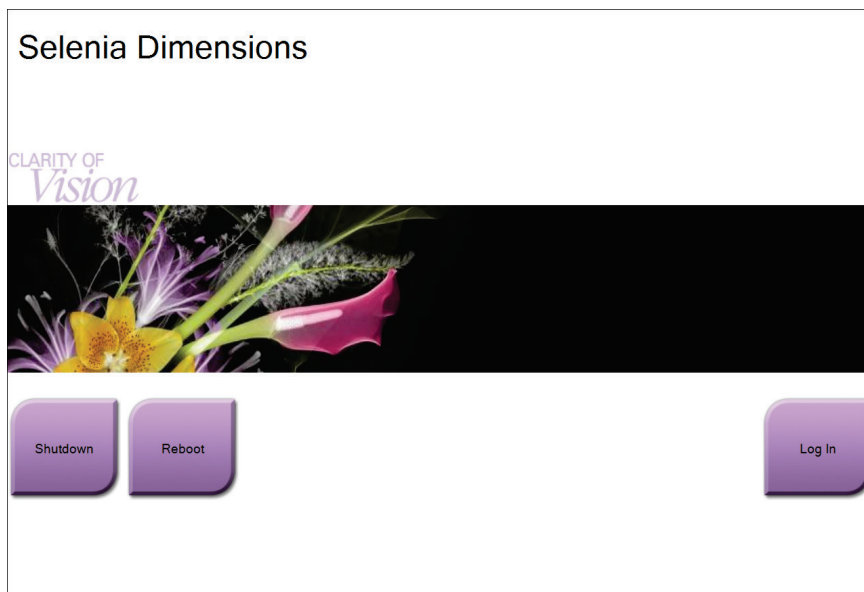 Selenia Dimensions
CLARITY OF
Vision
Shutdown
Reboot
Log In